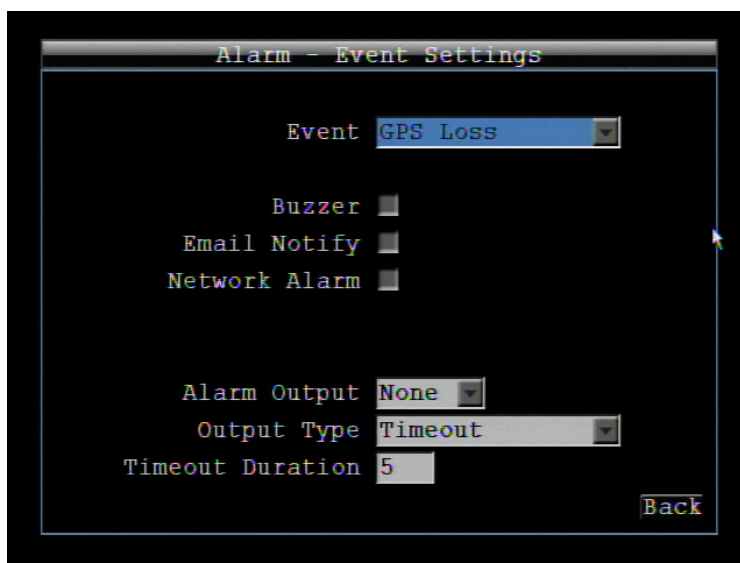 Alarm - Event Settings
Event GPS Loss
Buzzer
Email Notify
Network Alarm
Alarm Output None
Output Type Timeout
Timeout Duration 5
Back